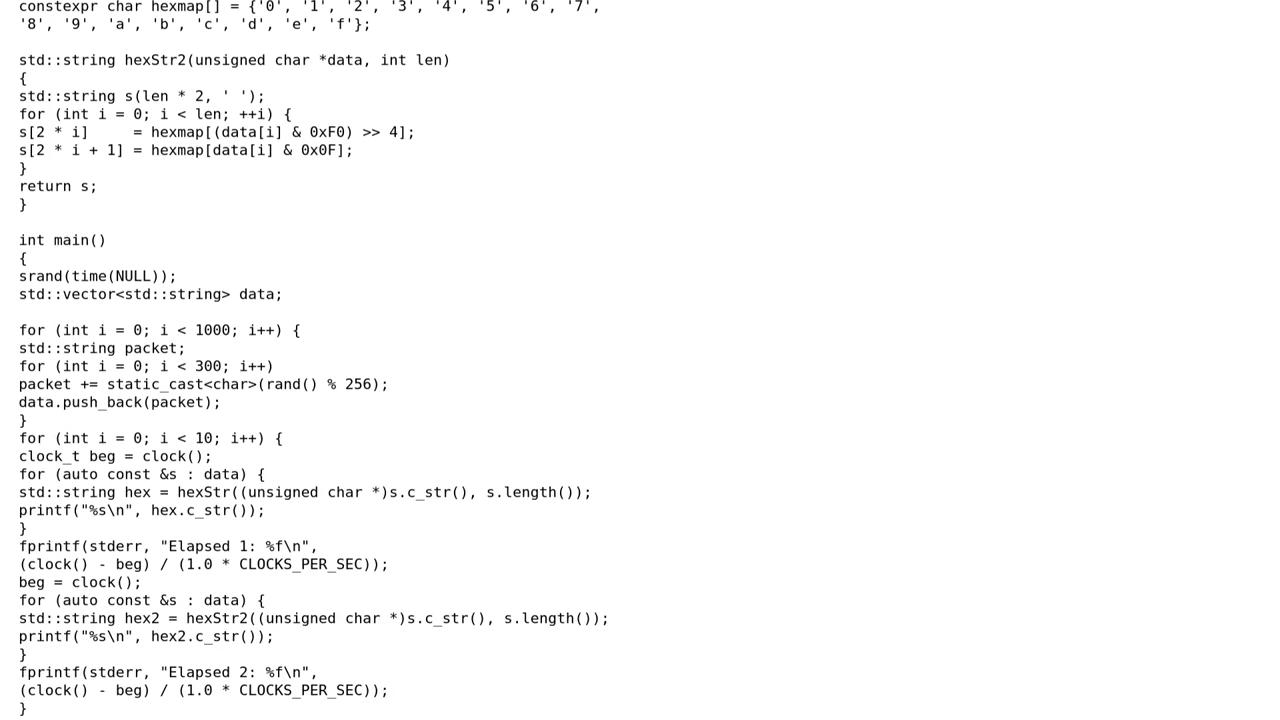 constexpr char hexmap[] = {'0', '1', '2', '3', '4', '5', '6', '7',
'8', '9', 'a', 'b', 'c', 'd', 'e', 'f'};
std::string hexStr2(unsigned char *data, int len)
{
std::string s(len * 2, ' ');
for (int i = 0; i < len; ++i) {
s[2 * i]     = hexmap[(data[i] & 0xF0) >> 4];
s[2 * i + 1] = hexmap[data[i] & 0x0F];
}
return s;
}
int main()
{
srand(time(NULL));
std::vector<std::string> data;
for (int i = 0; i < 1000; i++) {
std::string packet;
for (int i = 0; i < 300; i++)
packet += static_cast<char>(rand() % 256);
data.push_back(packet);
}
for (int i = 0; i < 10; i++) {
clock_t beg = clock();
for (auto const &s : data) {
std::string hex = hexStr((unsigned char *)s.c_str(), s.length());
printf("%s\n", hex.c_str());
}
fprintf(stderr, "Elapsed 1: %f\n",
(clock() - beg) / (1.0 * CLOCKS_PER_SEC));
beg = clock();
for (auto const &s : data) {
std::string hex2 = hexStr2((unsigned char *)s.c_str(), s.length());
printf("%s\n", hex2.c_str());
}
fprintf(stderr, "Elapsed 2: %f\n",
(clock() - beg) / (1.0 * CLOCKS_PER_SEC));
}